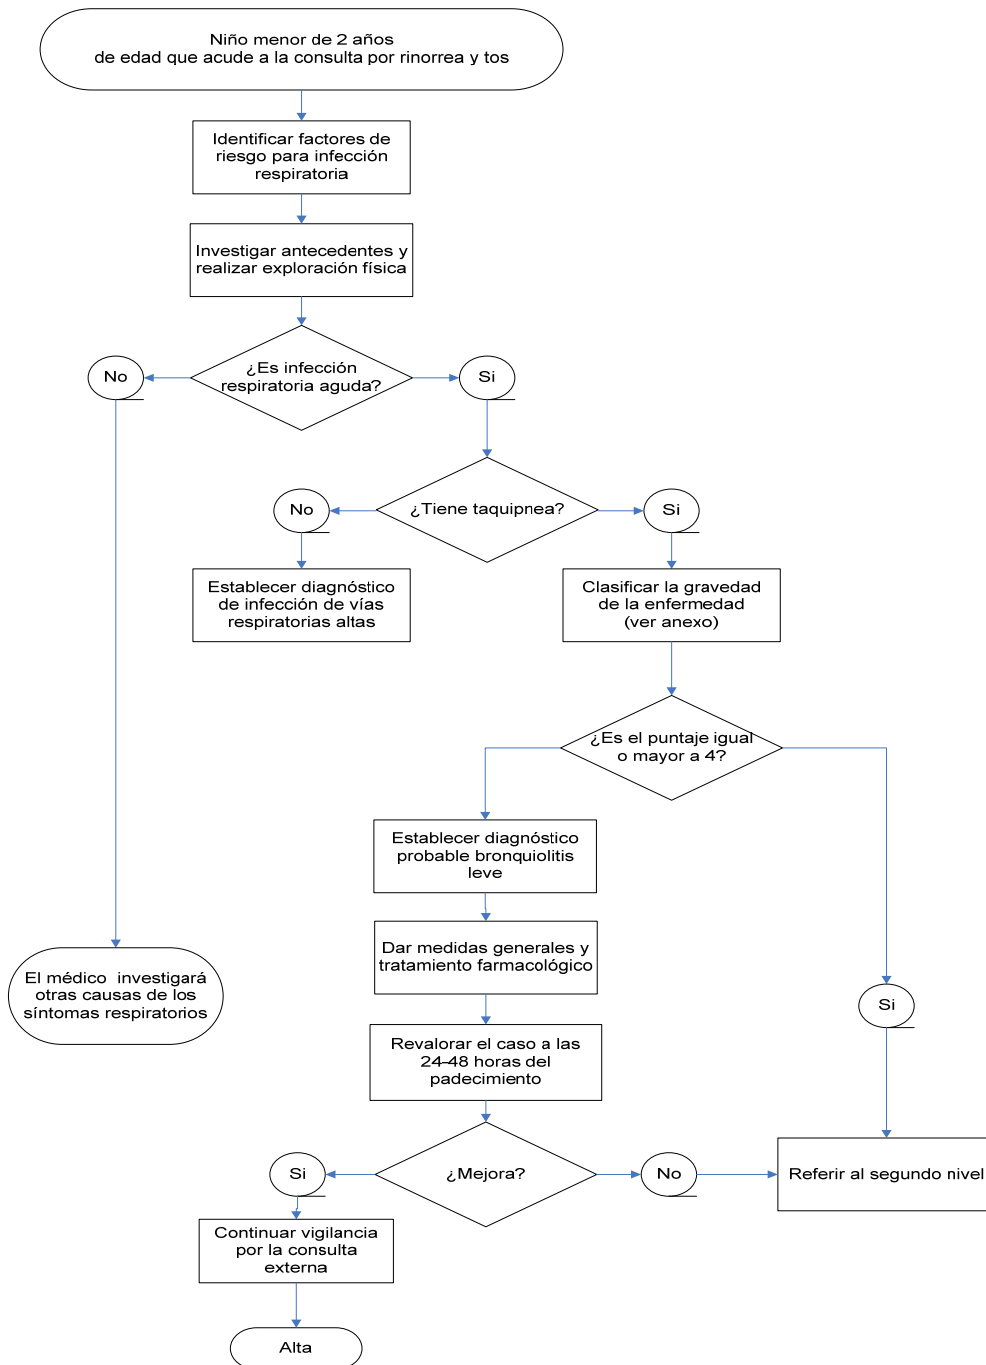 Niño menor de 2 años
de edad que acude a la consulta por rinorrea y tos
Identificar factores de
riesgo para infección
respiratoria
Investigar antecedentes y
realizar exploración física
¿Es infección
respiratoria aguda?
No
Si
¿Tiene taquipnea?
No
Si
Establecer diagnóstico
de infección de vías
respiratorias altas
Clasificar la gravedad
de la enfermedad
(ver anexo)
¿Es el puntaje igual
o mayor a 4?
Establecer diagnóstico
probable bronquiolitis
leve
Dar medidas generales y
tratamiento farmacológico
El médico investigará
otras causas de los
síntomas respiratorios
Si
Revalorar el caso a las
24-48 horas del
padecimiento
¿Mejora?
Si
No
Referir al segundo nivel
Continuar vigilancia
por la consulta
externa
Alta